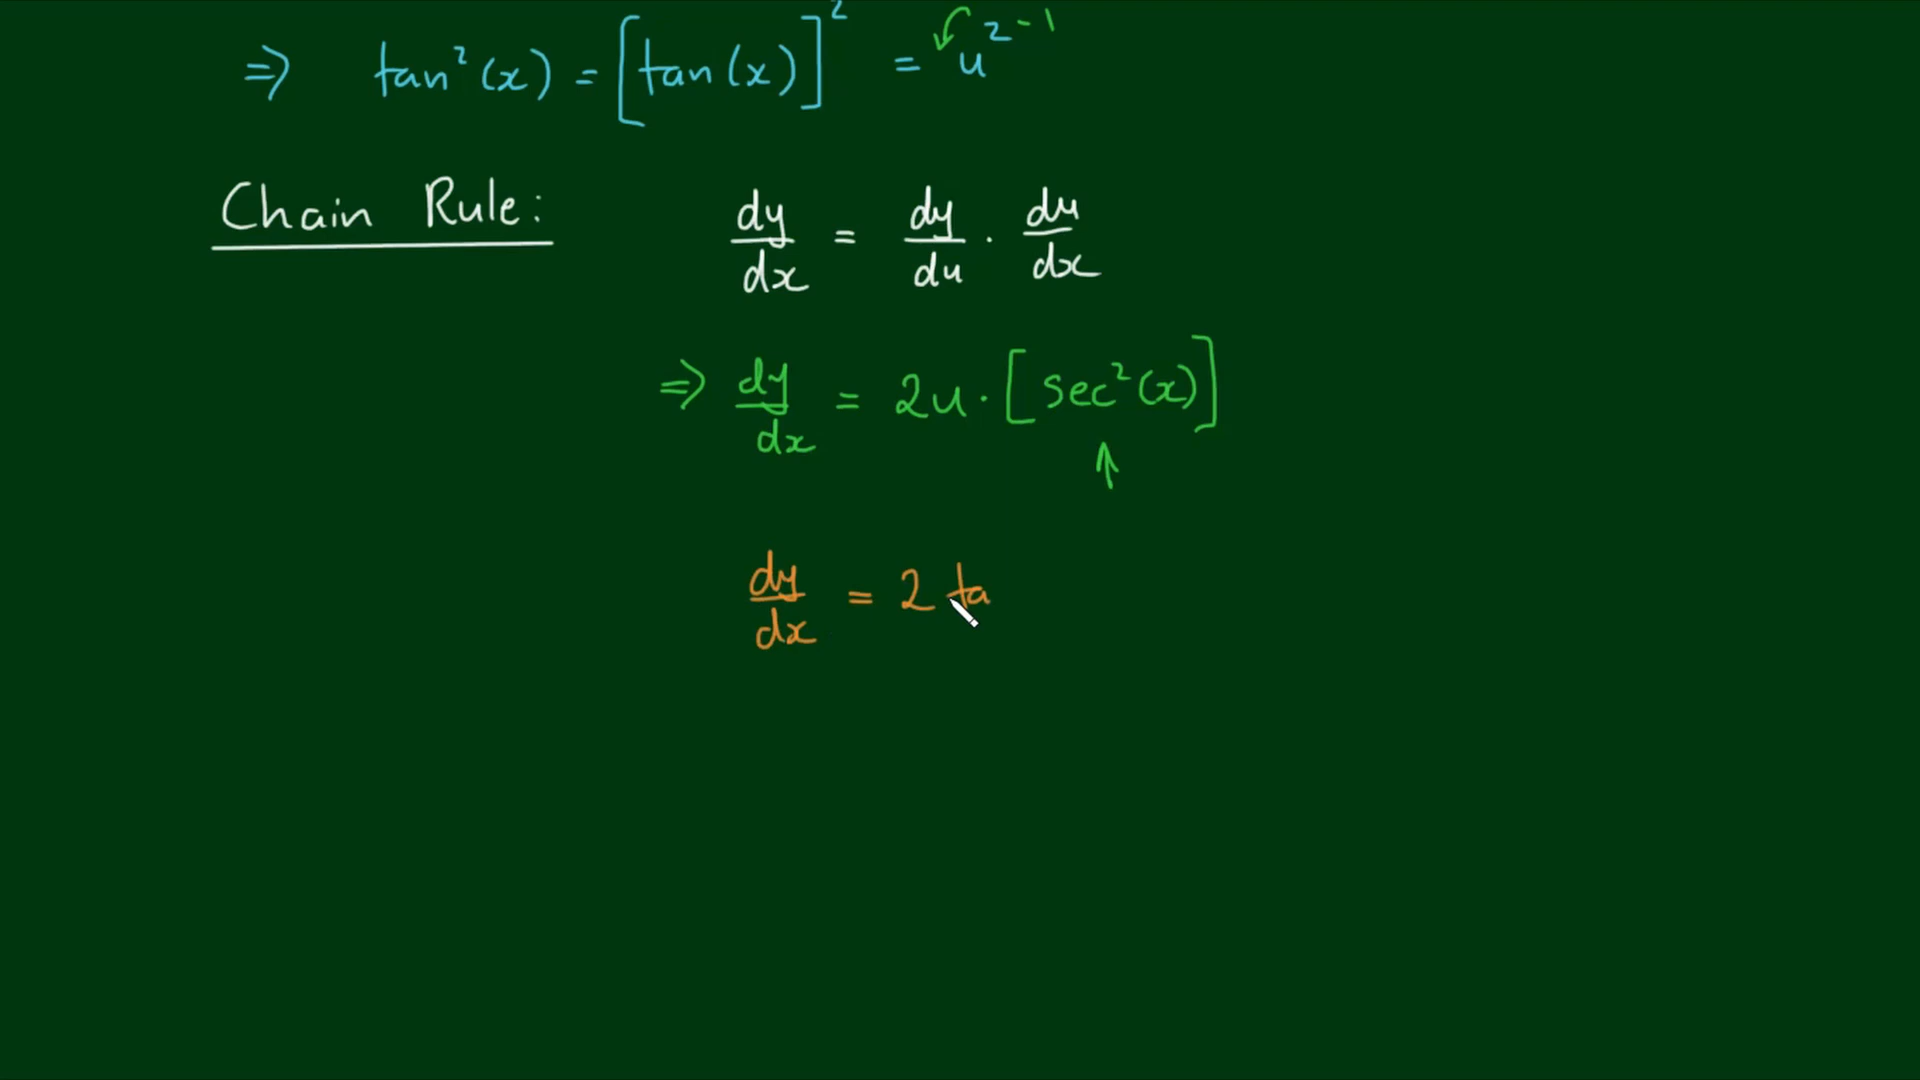 ⇒ tan²(x) = [tan(x)]² = u²⁻¹
Chain Rule: dy/dx = dy/du · du/dx
⇒ dy/dx = 2u · [sec²(x)]
↑
dy/dx = 2 ta